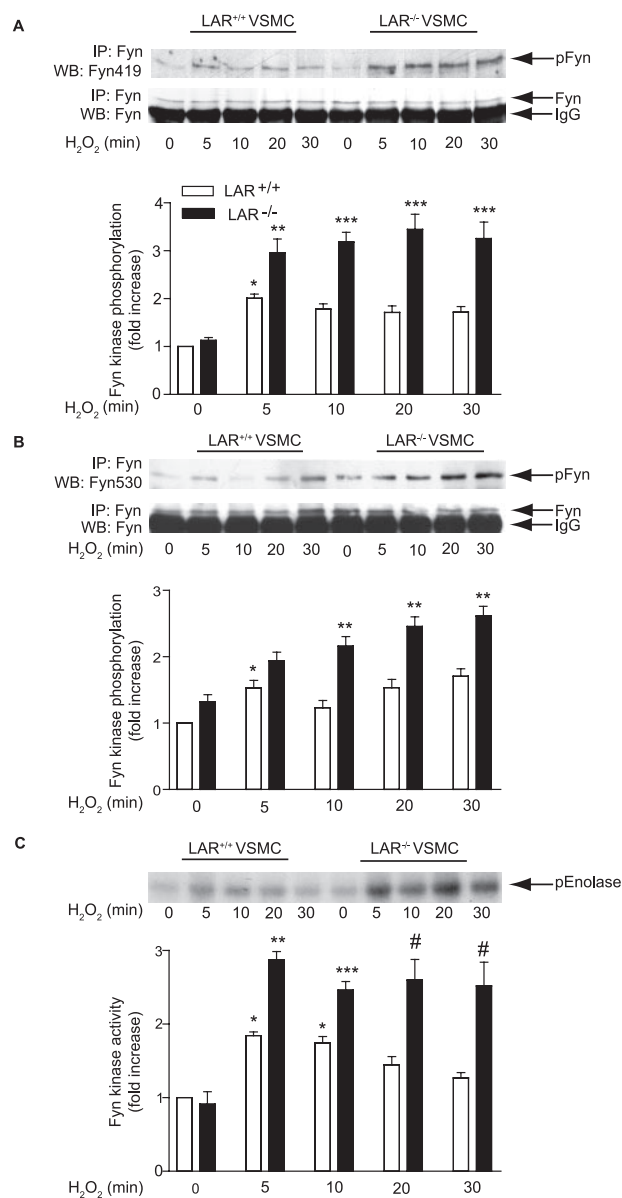 A
LAR+/+ VSMC LAR-/- VSMC
IP: Fyn
WB: Fyn419
pFyn
IP: Fyn
WB: Fyn
Fyn
IgG
H2O2 (min) 0 5 10 20 30 0 5 10 20 30
LAR +/+
LAR -/-
Fyn kinase phosphorylation
(fold increase)
4
3
2
1
0
* ** *** *** ***
H2O2 (min) 0 5 10 20 30
B
LAR+/+ VSMC LAR-/- VSMC
IP: Fyn
WB: Fyn530
pFyn
IP: Fyn
WB: Fyn
Fyn
IgG
H2O2 (min) 0 5 10 20 30 0 5 10 20 30
Fyn kinase phosphorylation
(fold increase)
3
2
1
0
* ** ** **
H2O2 (min) 0 5 10 20 30
C
LAR+/+ VSMC LAR-/- VSMC
pEnolase
H2O2 (min) 0 5 10 20 30 0 5 10 20 30
Fyn kinase activity
(fold increase)
3
2
1
0
* ** * *** # #
H2O2 (min) 0 5 10 20 30